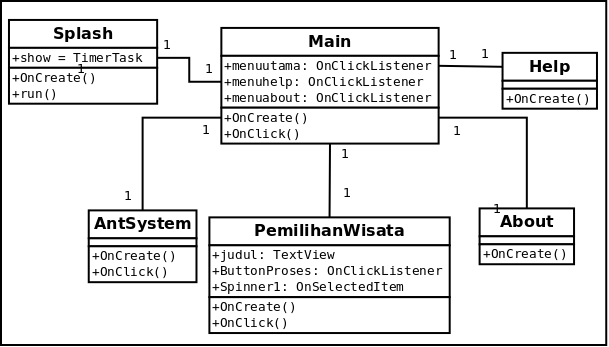 Splash
+show = TimerTask
1
+OnCreate()
+run()
1
1
Main
+menuutama: OnClickListener
+menuhelp: OnClickListener
+menuabout: OnClickListener
+OnCreate()
+OnClick()
1
1
Help
+OnCreate()
1
1
AntSystem
+OnCreate()
+OnClick()
1
1
PemilihanWisata
+judul: TextView
+ButtonProses: OnClickListener
+Spinner1: OnSelectedItem
+OnCreate()
+OnClick()
1
1
About
+OnCreate()